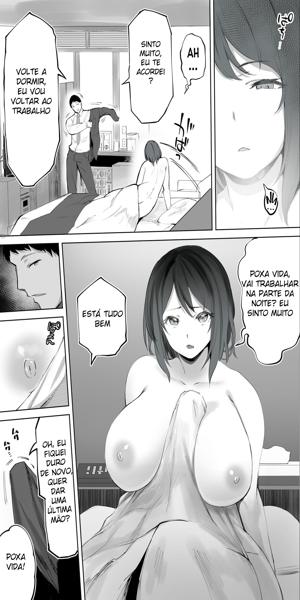 AH
...
SINTO
MUITO,
EU TE
ACORDEI
?
VOLTE A
DORMIR,
EU VOU
VOLTAR AO
TRABALHO
POXA VIDA,
VAI TRABALHAR
NA PARTE DA
NOITE? EU
SINTO MUITO
ESTÁ TUDO
BEM
OH, EU
FIQUEI
DURO DE
NOVO,
QUER DAR
UMA
ÚLTIMA
MÃO?
POXA
VIDA!